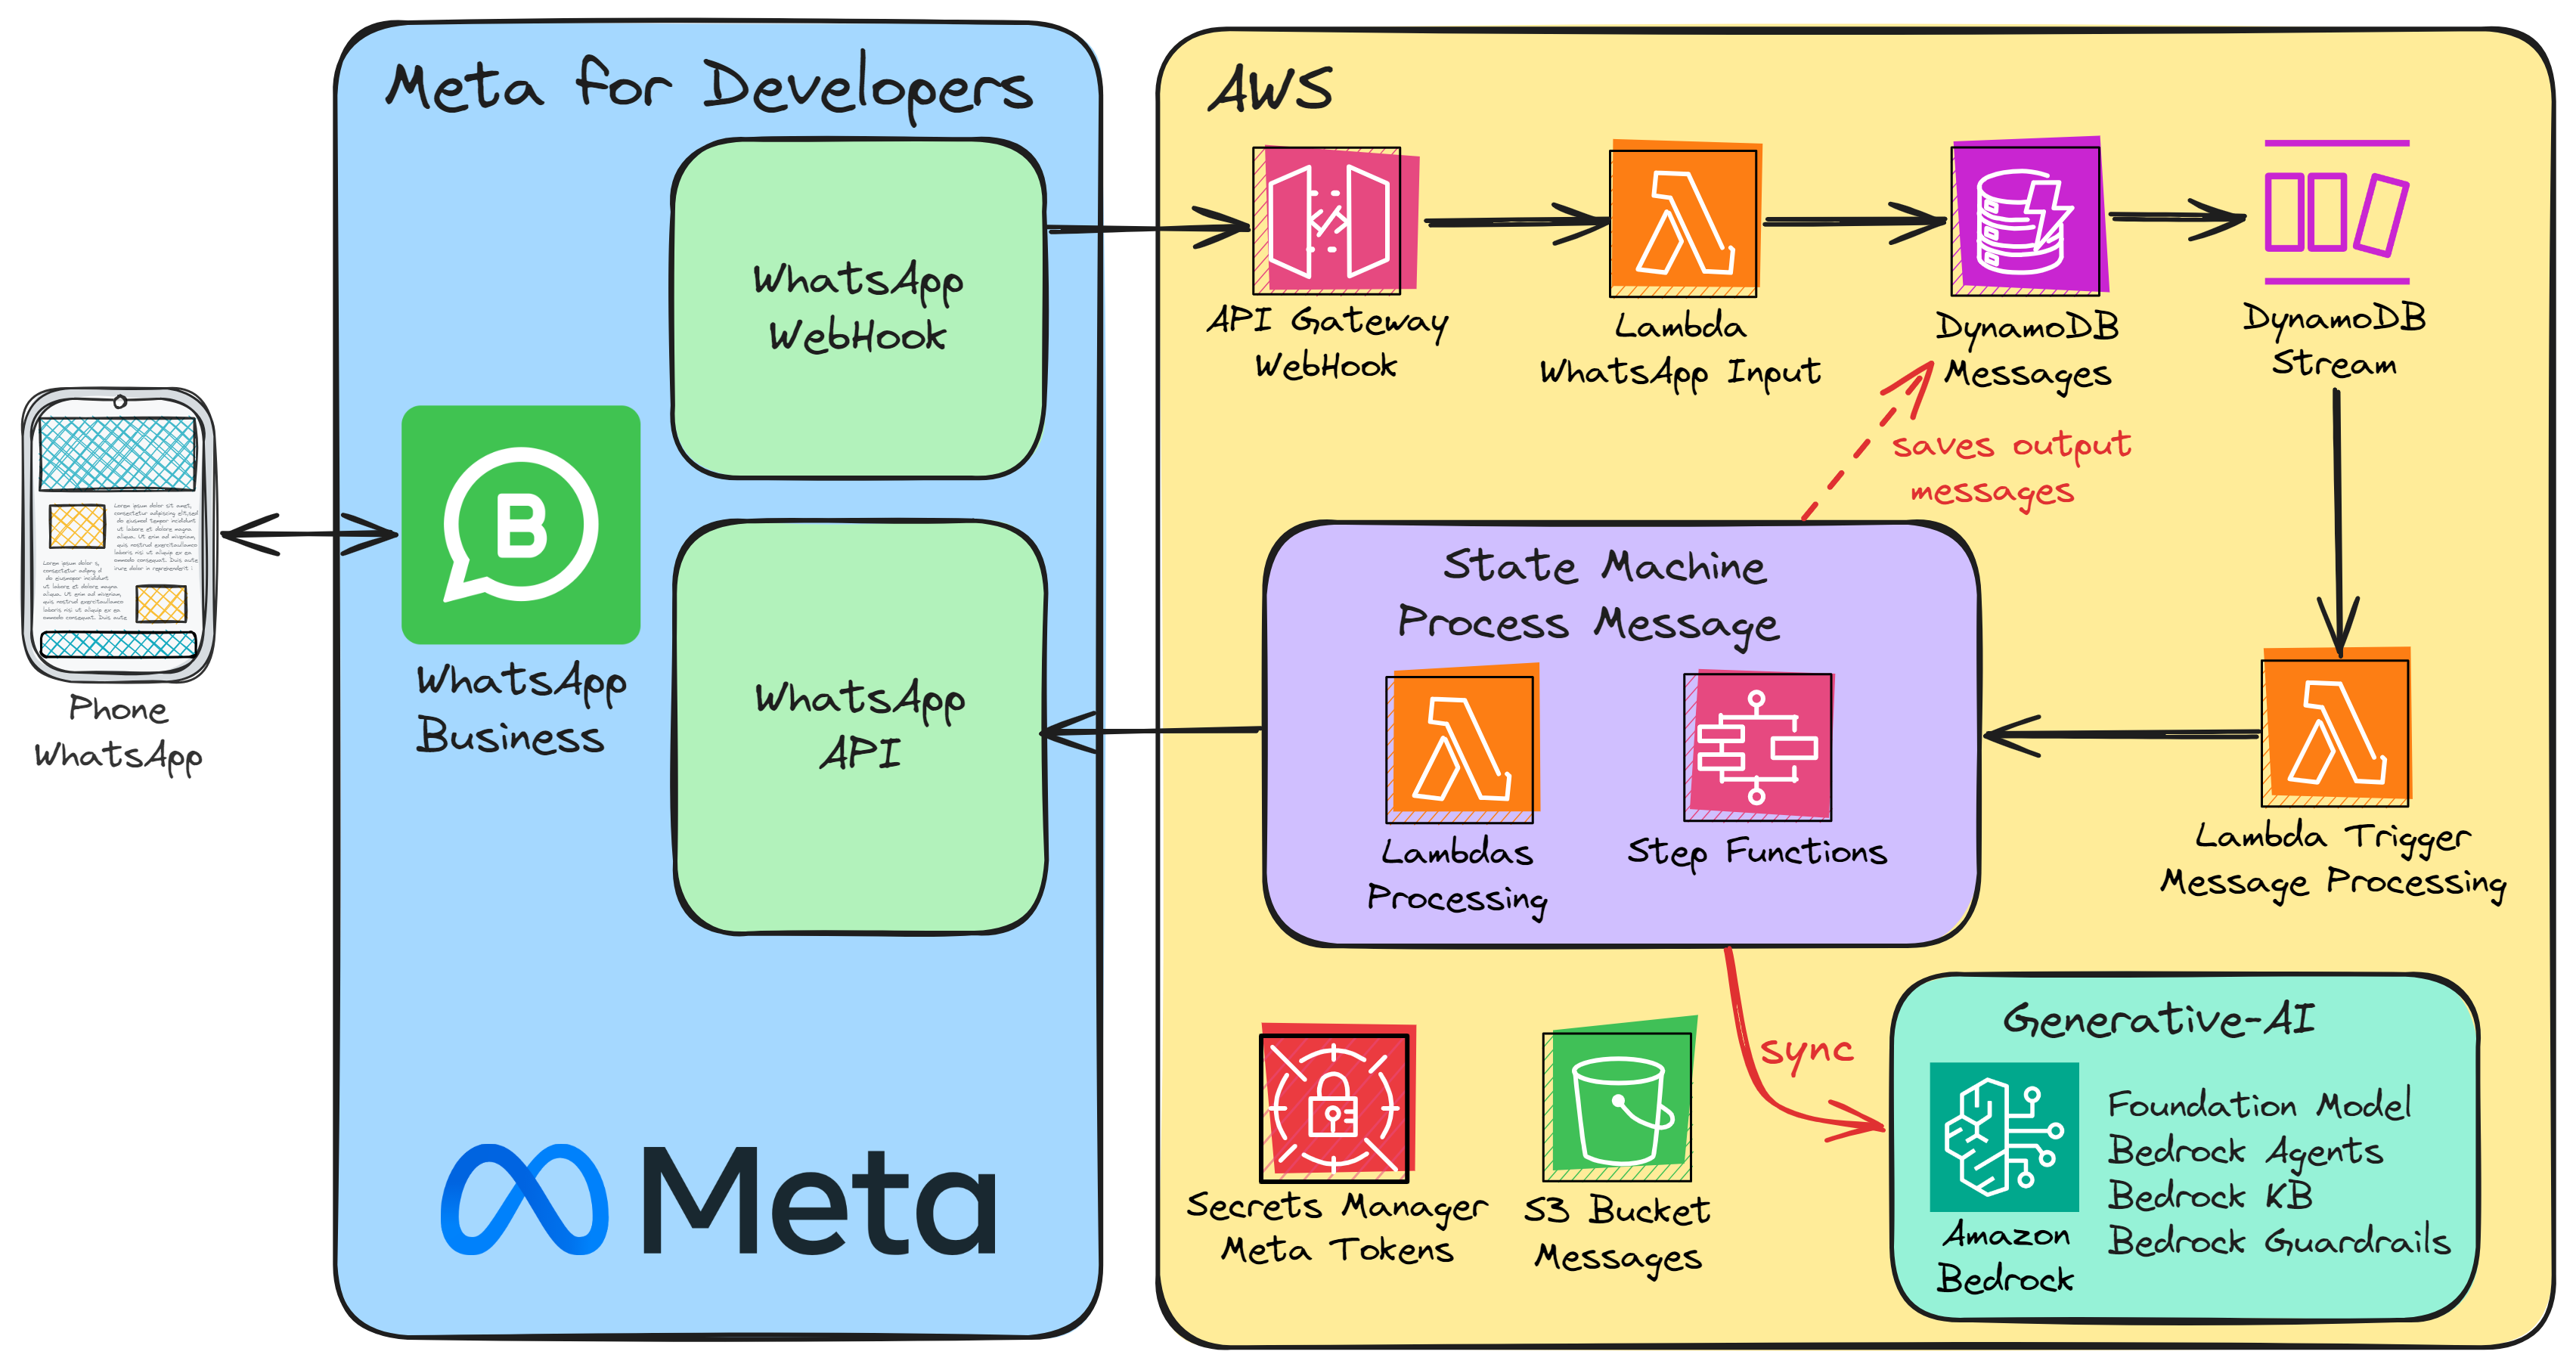 Meta for Developers
WhatsApp
WebHook
WhatsApp
Business
WhatsApp
API
Meta
Phone
WhatsApp
AWS
API Gateway
WebHook
Lambda
WhatsApp Input
DynamoDB
Messages
DynamoDB
Stream
saves output
messages
State Machine
Process Message
Lambdas
Processing
Step Functions
Lambda Trigger
Message Processing
sync
Secrets Manager
Meta Tokens
S3 Bucket
Messages
Generative-AI
Amazon
Bedrock
Foundation Model
Bedrock Agents
Bedrock KB
Bedrock Guardrails